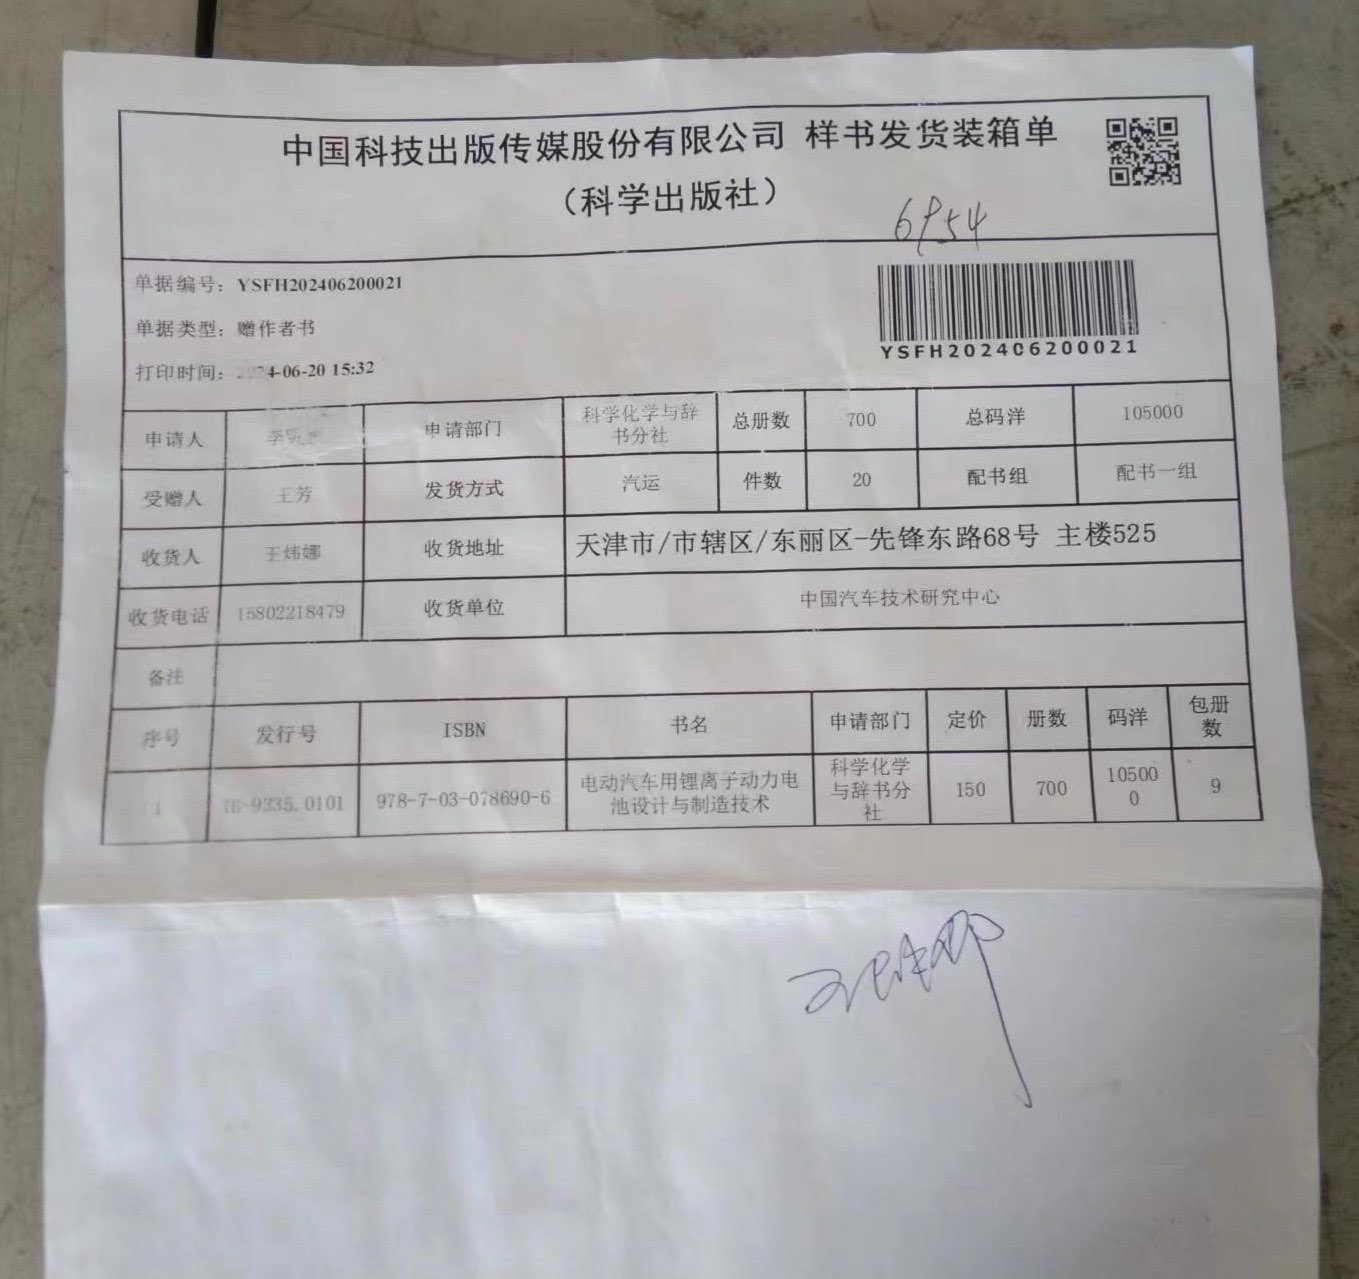 中国科技出版传媒股份有限公司 样书发货装箱单
（科学出版社）
6954
单据编号：YSFH202406200021
单据类型：赠作者书
打印时间：2024-06-20 15:32
YSFH202406200021
申请人 李 申请部门 科学化学与辞书分社 总册数 700 总码洋 105000
受赠人 王芳 发货方式 汽运 件数 20 配书组 配书一组
收货人 王炜娜 收货地址 天津市/市辖区/东丽区-先锋东路68号 主楼525
收货电话 15802218479 收货单位 中国汽车技术研究中心
备注
序号 发行号 ISBN 书名 申请部门 定价 册数 码洋 包册数
1 TB-9335.0101 978-7-03-078690-6 电动汽车用锂离子动力电池设计与制造技术 科学化学与辞书分社 150 700 105000 9